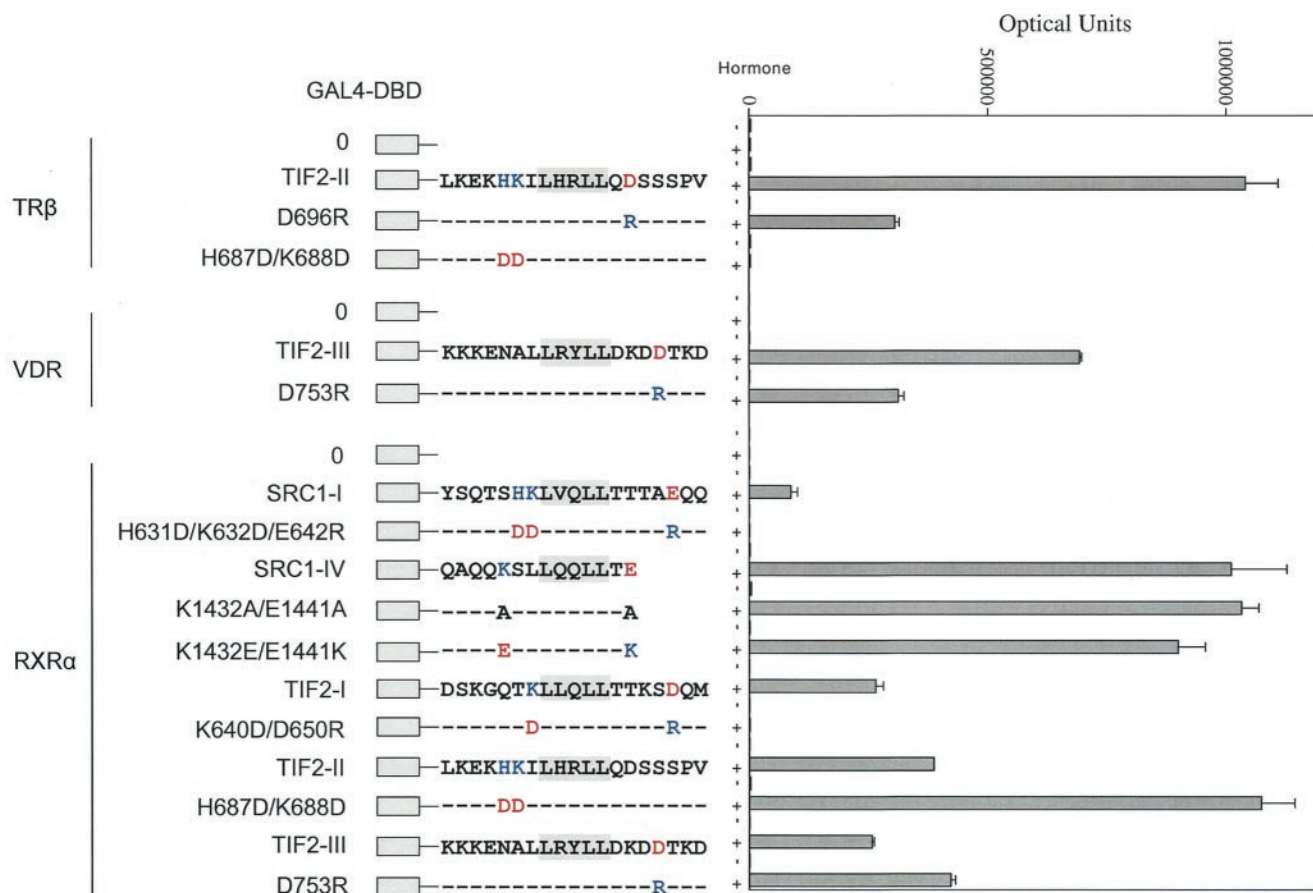 Optical Units
Hormone 0 500000 1000000
GAL4-DBD
TRβ
0 - +
TIF2-II LKEKHKILHRLLQDSSSPV - +
D696R ------------- R ----- - +
H687D/K688D ---- DD ------------- - +
VDR
0 - +
TIF2-III KKKENALLRYLLDKDDTKD - +
D753R --------------- R --- - +
RXRα
0 - +
SRC1-I YSQTSHKLVQLLTTTAEQQ - +
H631D/K632D/E642R ----- DD --------- R -- - +
SRC1-IV QAQQKSLLQQLLTE - +
K1432A/E1441A ---- A -------- A - +
K1432E/E1441K ---- E -------- K - +
TIF2-I DSKGQTKLLQLLTTKSDQM - +
K640D/D650R ------ D --------- R -- - +
TIF2-II LKEKHKILHRLLQDSSSPV - +
H687D/K688D ---- DD ------------- - +
TIF2-III KKKENALLRYLLDKDDTKD - +
D753R --------------- R --- - +